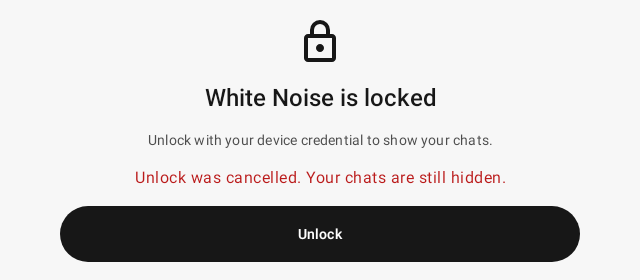 White Noise is locked
Unlock with your device credential to show your chats.
Unlock was cancelled. Your chats are still hidden.
Unlock